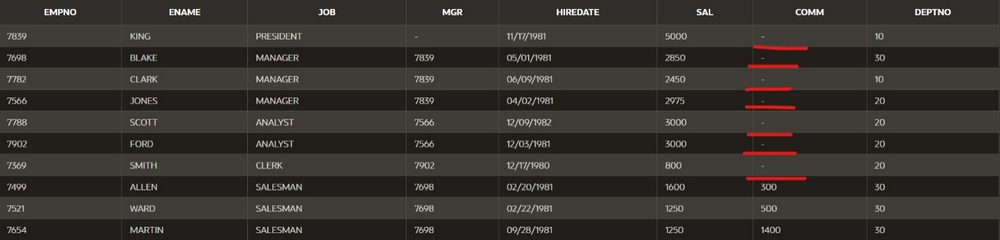 EMPNO ENAME JOB MGR HIREDATE SAL COMM DEPTNO
7839 KING PRESIDENT - 11/17/1981 5000 - 10
7698 BLAKE MANAGER 7839 05/01/1981 2850 - 30
7782 CLARK MANAGER 7839 06/09/1981 2450 - 10
7566 JONES MANAGER 7839 04/02/1981 2975 - 20
7788 SCOTT ANALYST 7566 12/09/1982 3000 - 20
7902 FORD ANALYST 7566 12/03/1981 3000 - 20
7369 SMITH CLERK 7902 12/17/1980 800 - 20
7499 ALLEN SALESMAN 7698 02/20/1981 1600 300 30
7521 WARD SALESMAN 7698 02/22/1981 1250 500 30
7654 MARTIN SALESMAN 7698 09/28/1981 1250 1400 30